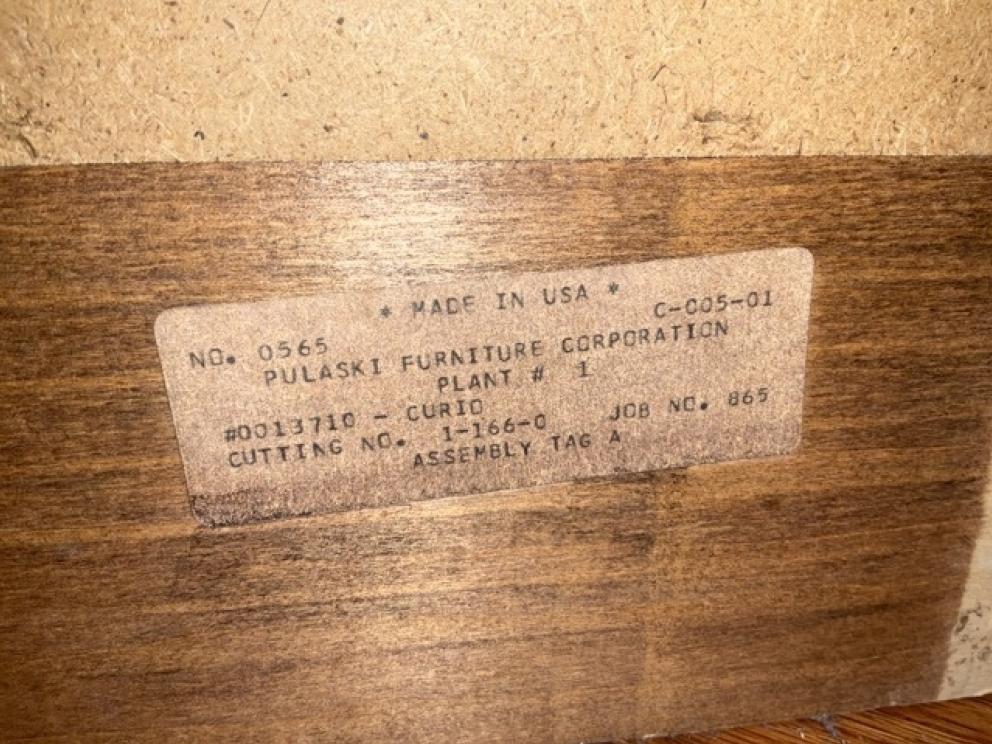 * MADE IN USA *
NO. 0565 C-005-01
PULASKI FURNITURE CORPORATION
PLANT # 1
#0013710 - CURIO
CUTTING NO. 1-166-0 JOB NO. 865
ASSEMBLY TAG A